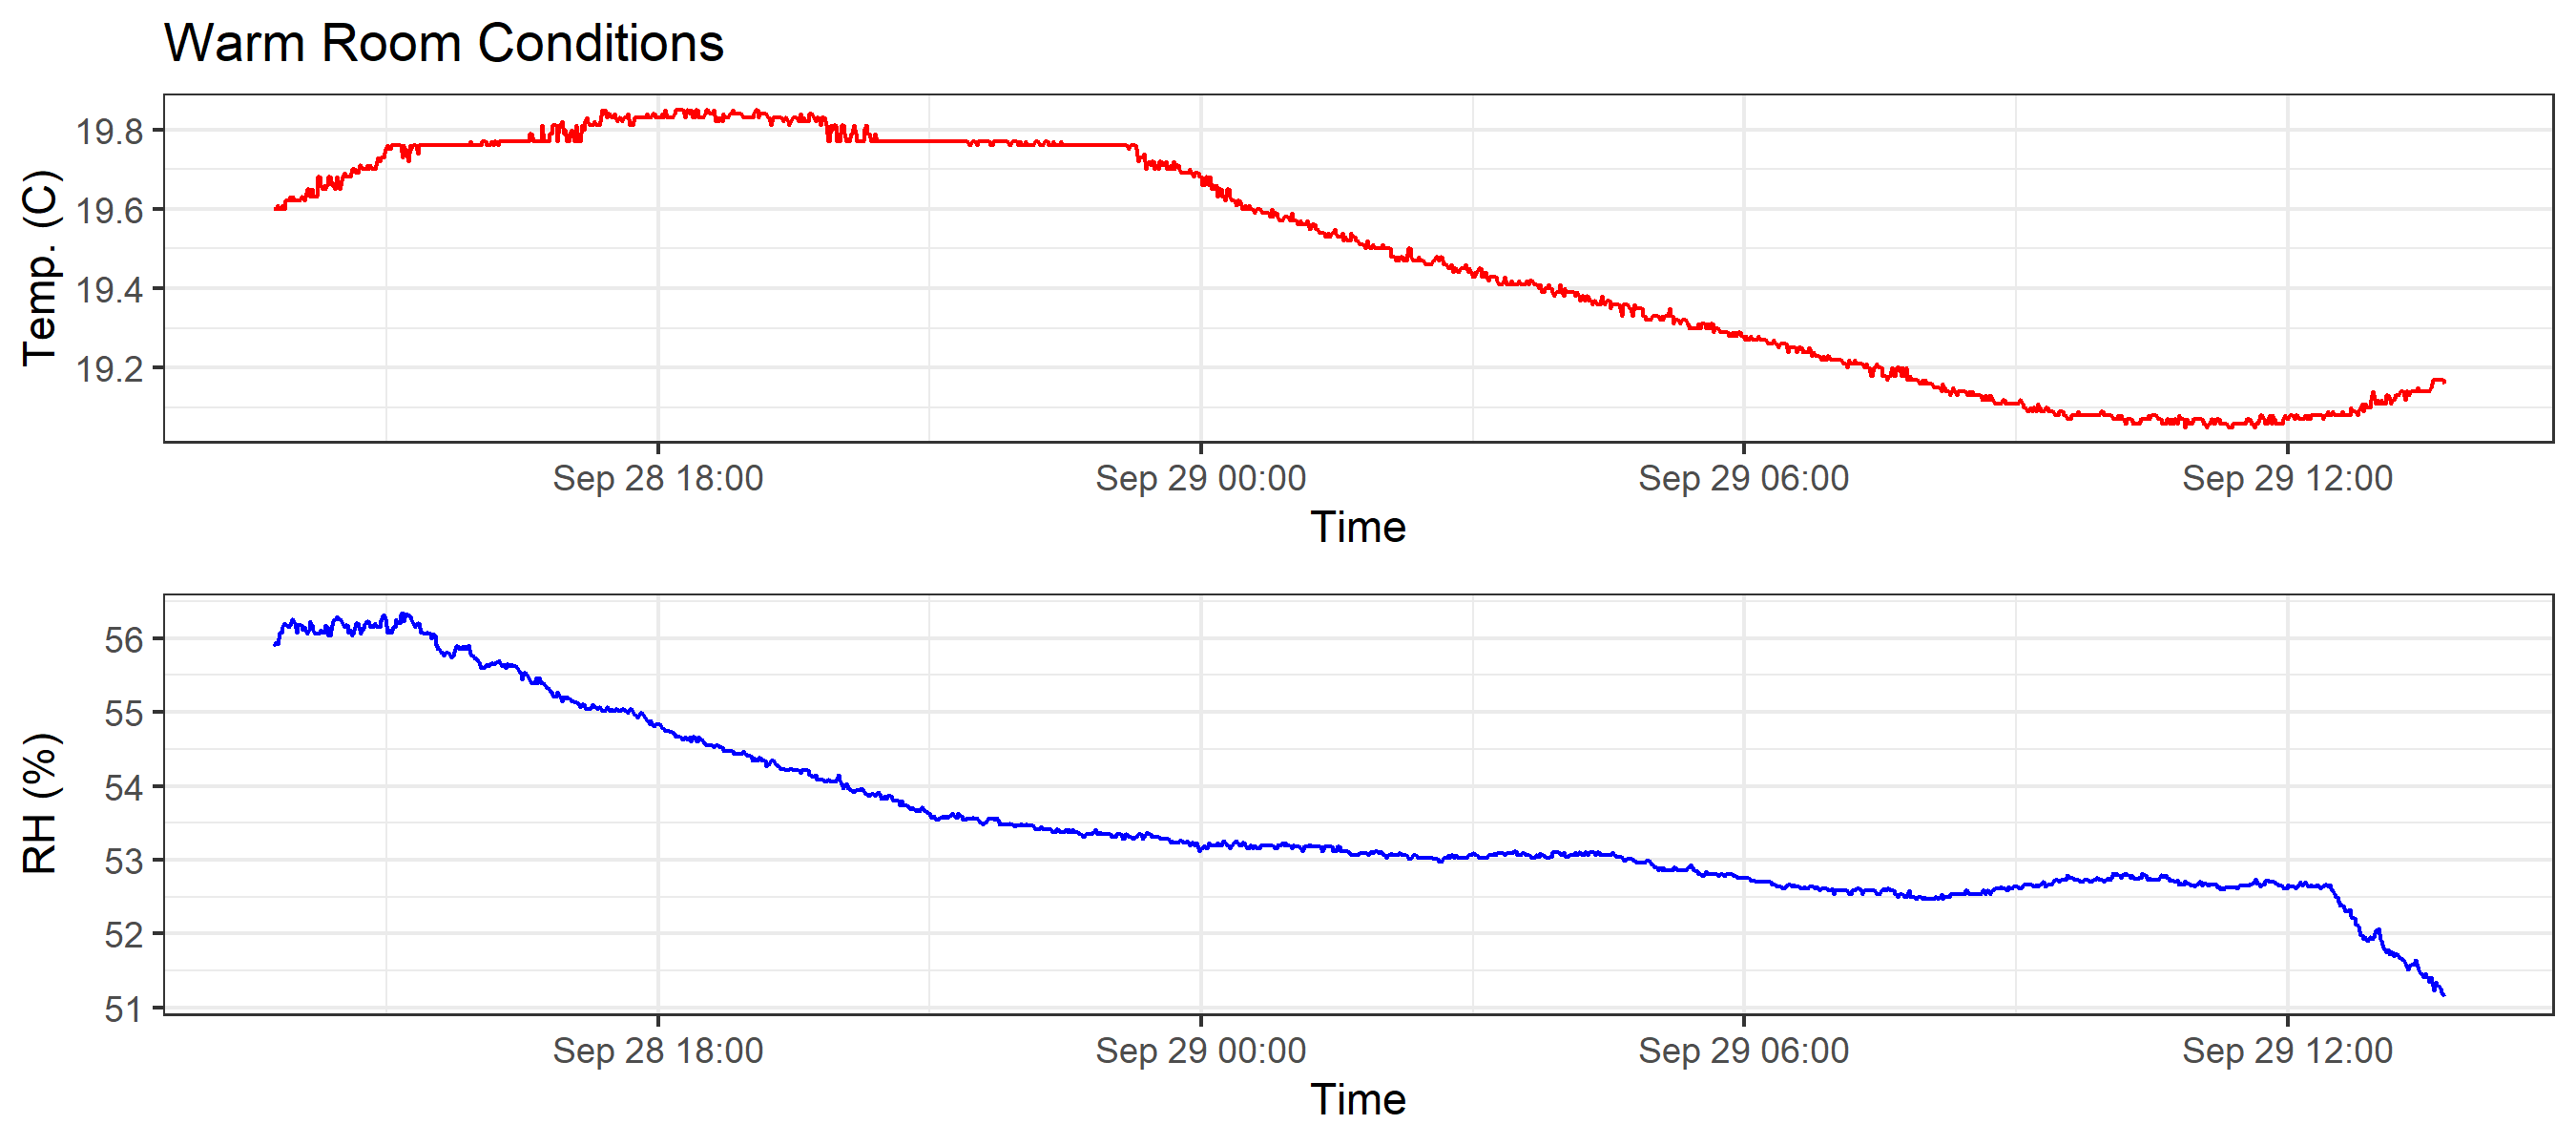 Warm Room Conditions
Temp. (C)
19.8
19.6
19.4
19.2
Sep 28 18:00 Sep 29 00:00 Sep 29 06:00 Sep 29 12:00
Time
RH (%)
56
55
54
53
52
51
Sep 28 18:00 Sep 29 00:00 Sep 29 06:00 Sep 29 12:00
Time